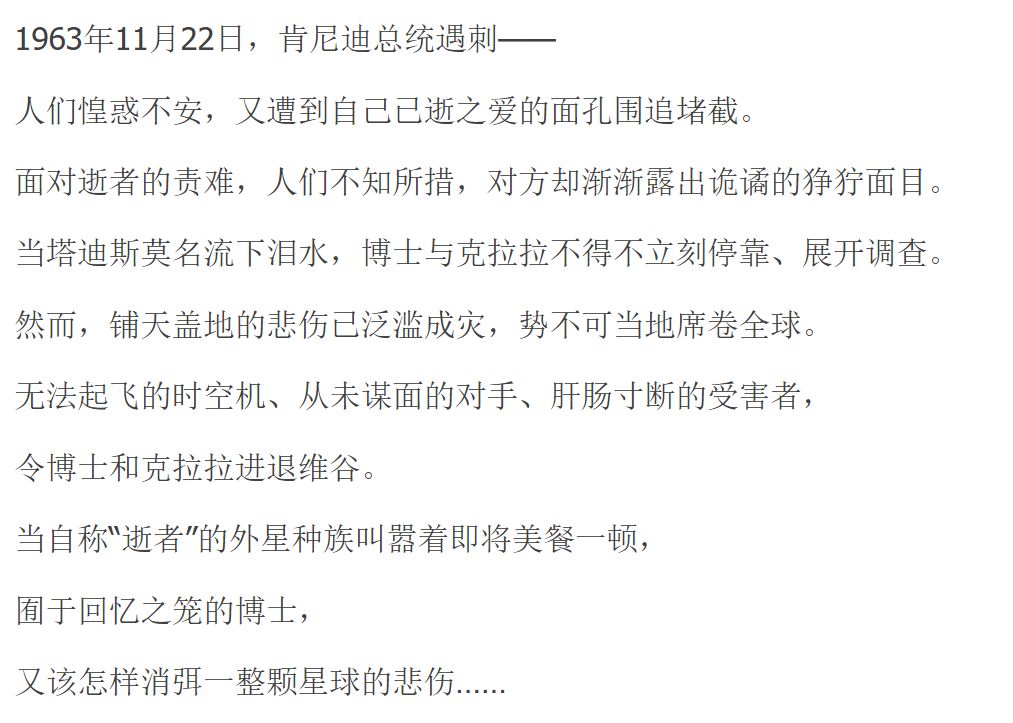 1963年11月22日，肯尼迪总统遇刺——
人们惶惑不安，又遭到自己已逝之爱的面孔围追堵截。
面对逝者的责难，人们不知所措，对方却渐渐露出诡谲的狰狞面目。
当塔迪斯莫名流下泪水，博士与克拉拉不得不立刻停靠、展开调查。
然而，铺天盖地的悲伤已泛滥成灾，势不可当地席卷全球。
无法起飞的时空机、从未谋面的对手、肝肠寸断的受害者，
令博士和克拉拉进退维谷。
当自称“逝者”的外星种族叫嚣着即将美餐一顿，
囿于回忆之笼的博士，
又该怎样消弭一整颗星球的悲伤……